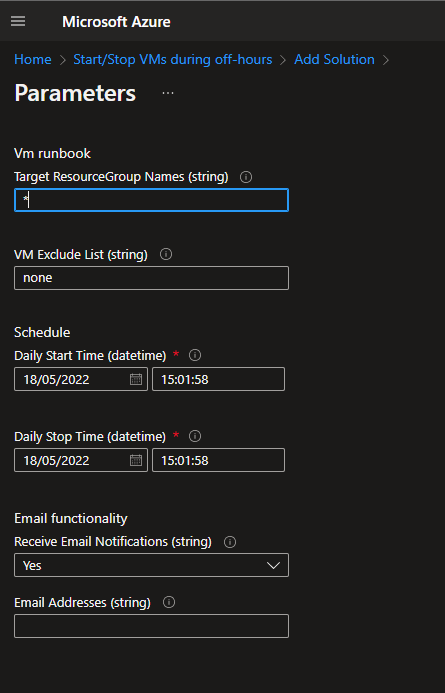 Microsoft Azure
Home > Start/Stop VMs during off-hours > Add Solution >
Parameters ...
Vm runbook
Target ResourceGroup Names (string)
*
VM Exclude List (string)
none
Schedule
Daily Start Time (datetime) *
18/05/2022 15:01:58
Daily Stop Time (datetime) *
18/05/2022 15:01:58
Email functionality
Receive Email Notifications (string)
Yes
Email Addresses (string)